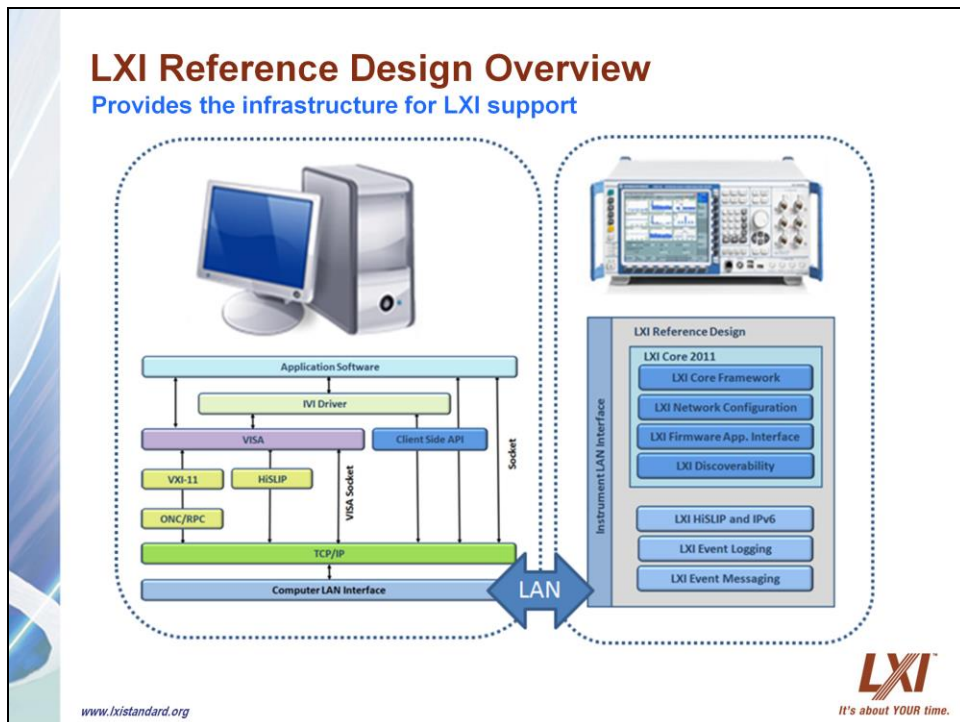 LXI Reference Design Overview
Provides the infrastructure for LXI support
Application Software
IVI Driver
VISA
Client Side API
VXI-11
HiSLIP
ONC/RPC
VISA Socket
Socket
TCP/IP
Computer LAN Interface
LAN
Instrument LAN Interface
LXI Reference Design
LXI Core 2011
LXI Core Framework
LXI Network Configuration
LXI Firmware App. Interface
LXI Discoverability
LXI HiSLIP and IPv6
LXI Event Logging
LXI Event Messaging
www.lxistandard.org
LXI™
It's about YOUR time.